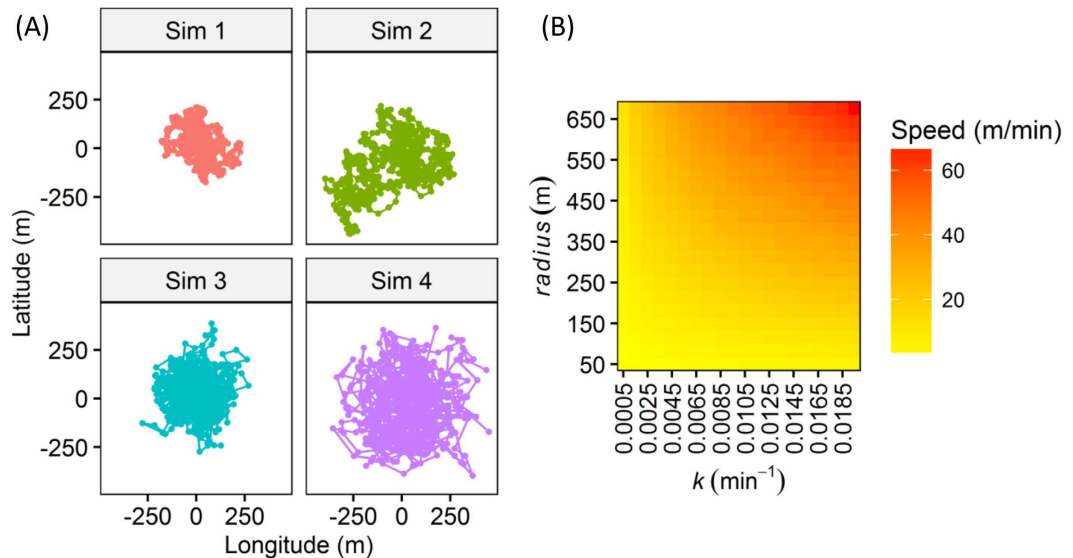 (A)
Sim 1
Sim 2
250
0
-250
Sim 3
Sim 4
250
0
-250
Latitude (m)
-250 0 250
-250 0 250
Longitude (m)
(B)
650
550
450
350
250
150
50
radius (m)
0.0005
0.0025
0.0045
0.0065
0.0085
0.0105
0.0125
0.0145
0.0165
0.0185
k (min⁻¹)
Speed (m/min)
60
40
20